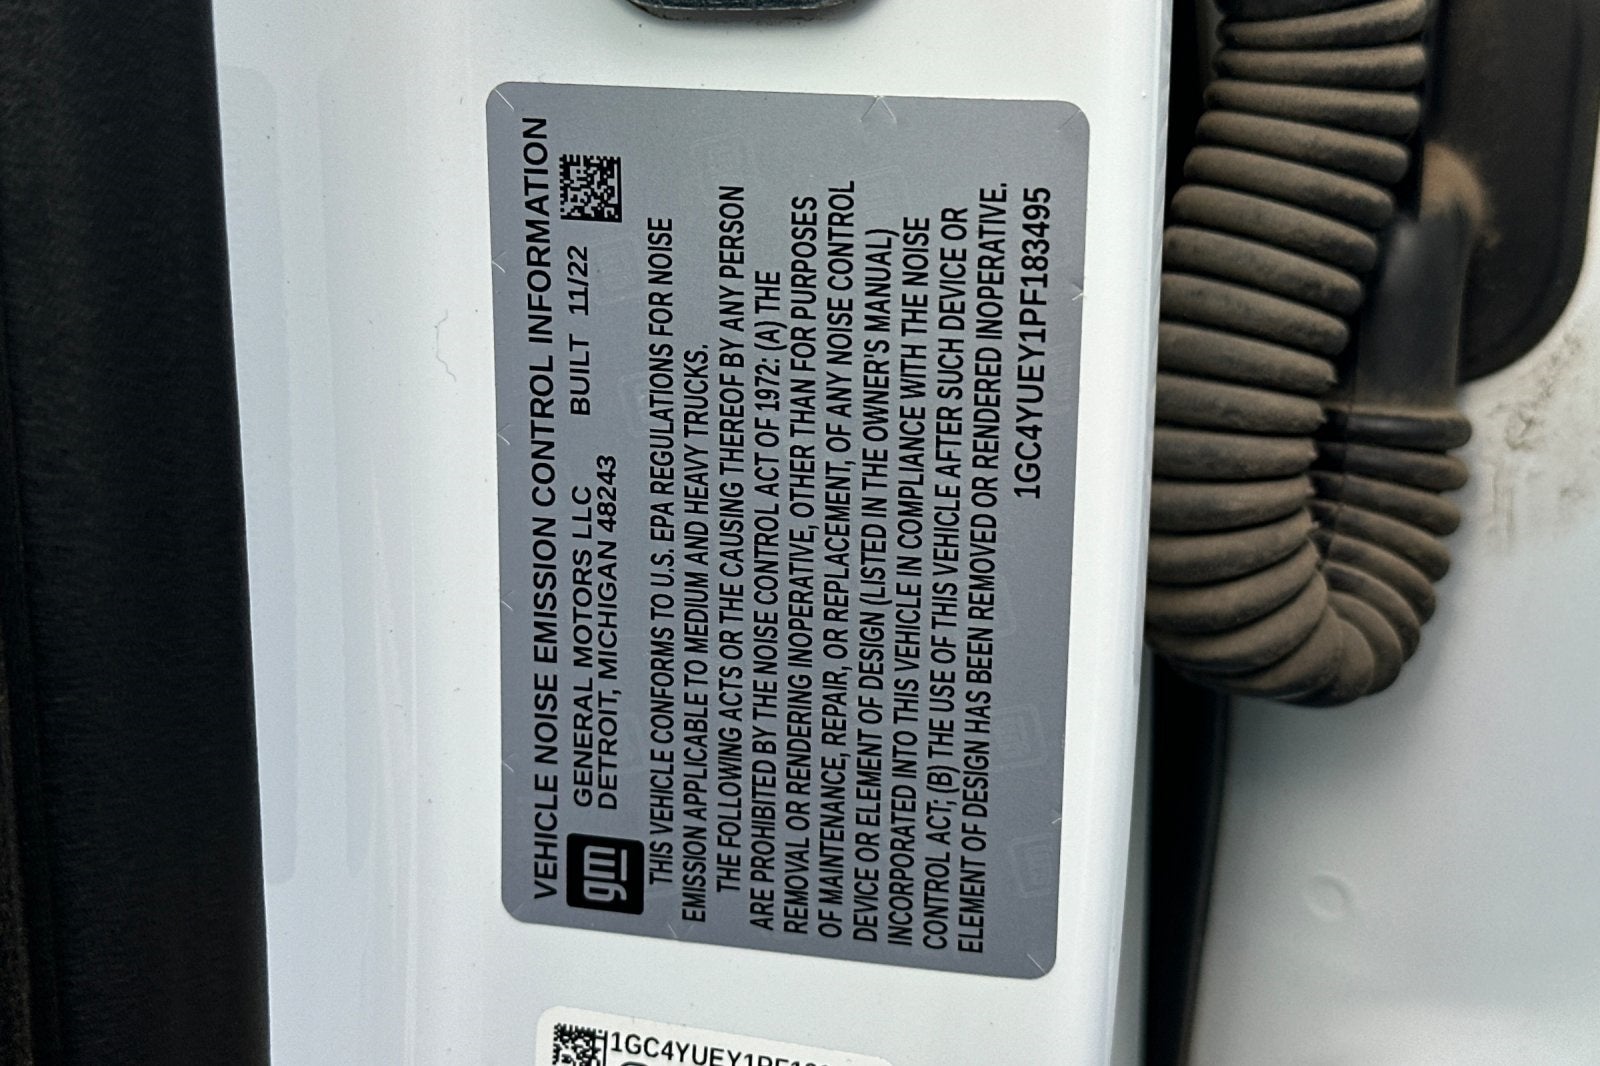 VEHICLE NOISE EMISSION CONTROL INFORMATION
gm
GENERAL MOTORS LLC BUILT 11/22
DETROIT, MICHIGAN 48243
THIS VEHICLE CONFORMS TO U.S. EPA REGULATIONS FOR NOISE
EMISSION APPLICABLE TO MEDIUM AND HEAVY TRUCKS.
THE FOLLOWING ACTS OR THE CAUSING THEREOF BY ANY PERSON
ARE PROHIBITED BY THE NOISE CONTROL ACT OF 1972: (A) THE
REMOVAL OR RENDERING INOPERATIVE, OTHER THAN FOR PURPOSES
OF MAINTENANCE, REPAIR, OR REPLACEMENT, OF ANY NOISE CONTROL
DEVICE OR ELEMENT OF DESIGN (LISTED IN THE OWNER'S MANUAL)
INCORPORATED INTO THIS VEHICLE IN COMPLIANCE WITH THE NOISE
CONTROL ACT, (B) THE USE OF THIS VEHICLE AFTER SUCH DEVICE OR
ELEMENT OF DESIGN HAS BEEN REMOVED OR RENDERED INOPERATIVE.
1GC4YUEY1PF183495